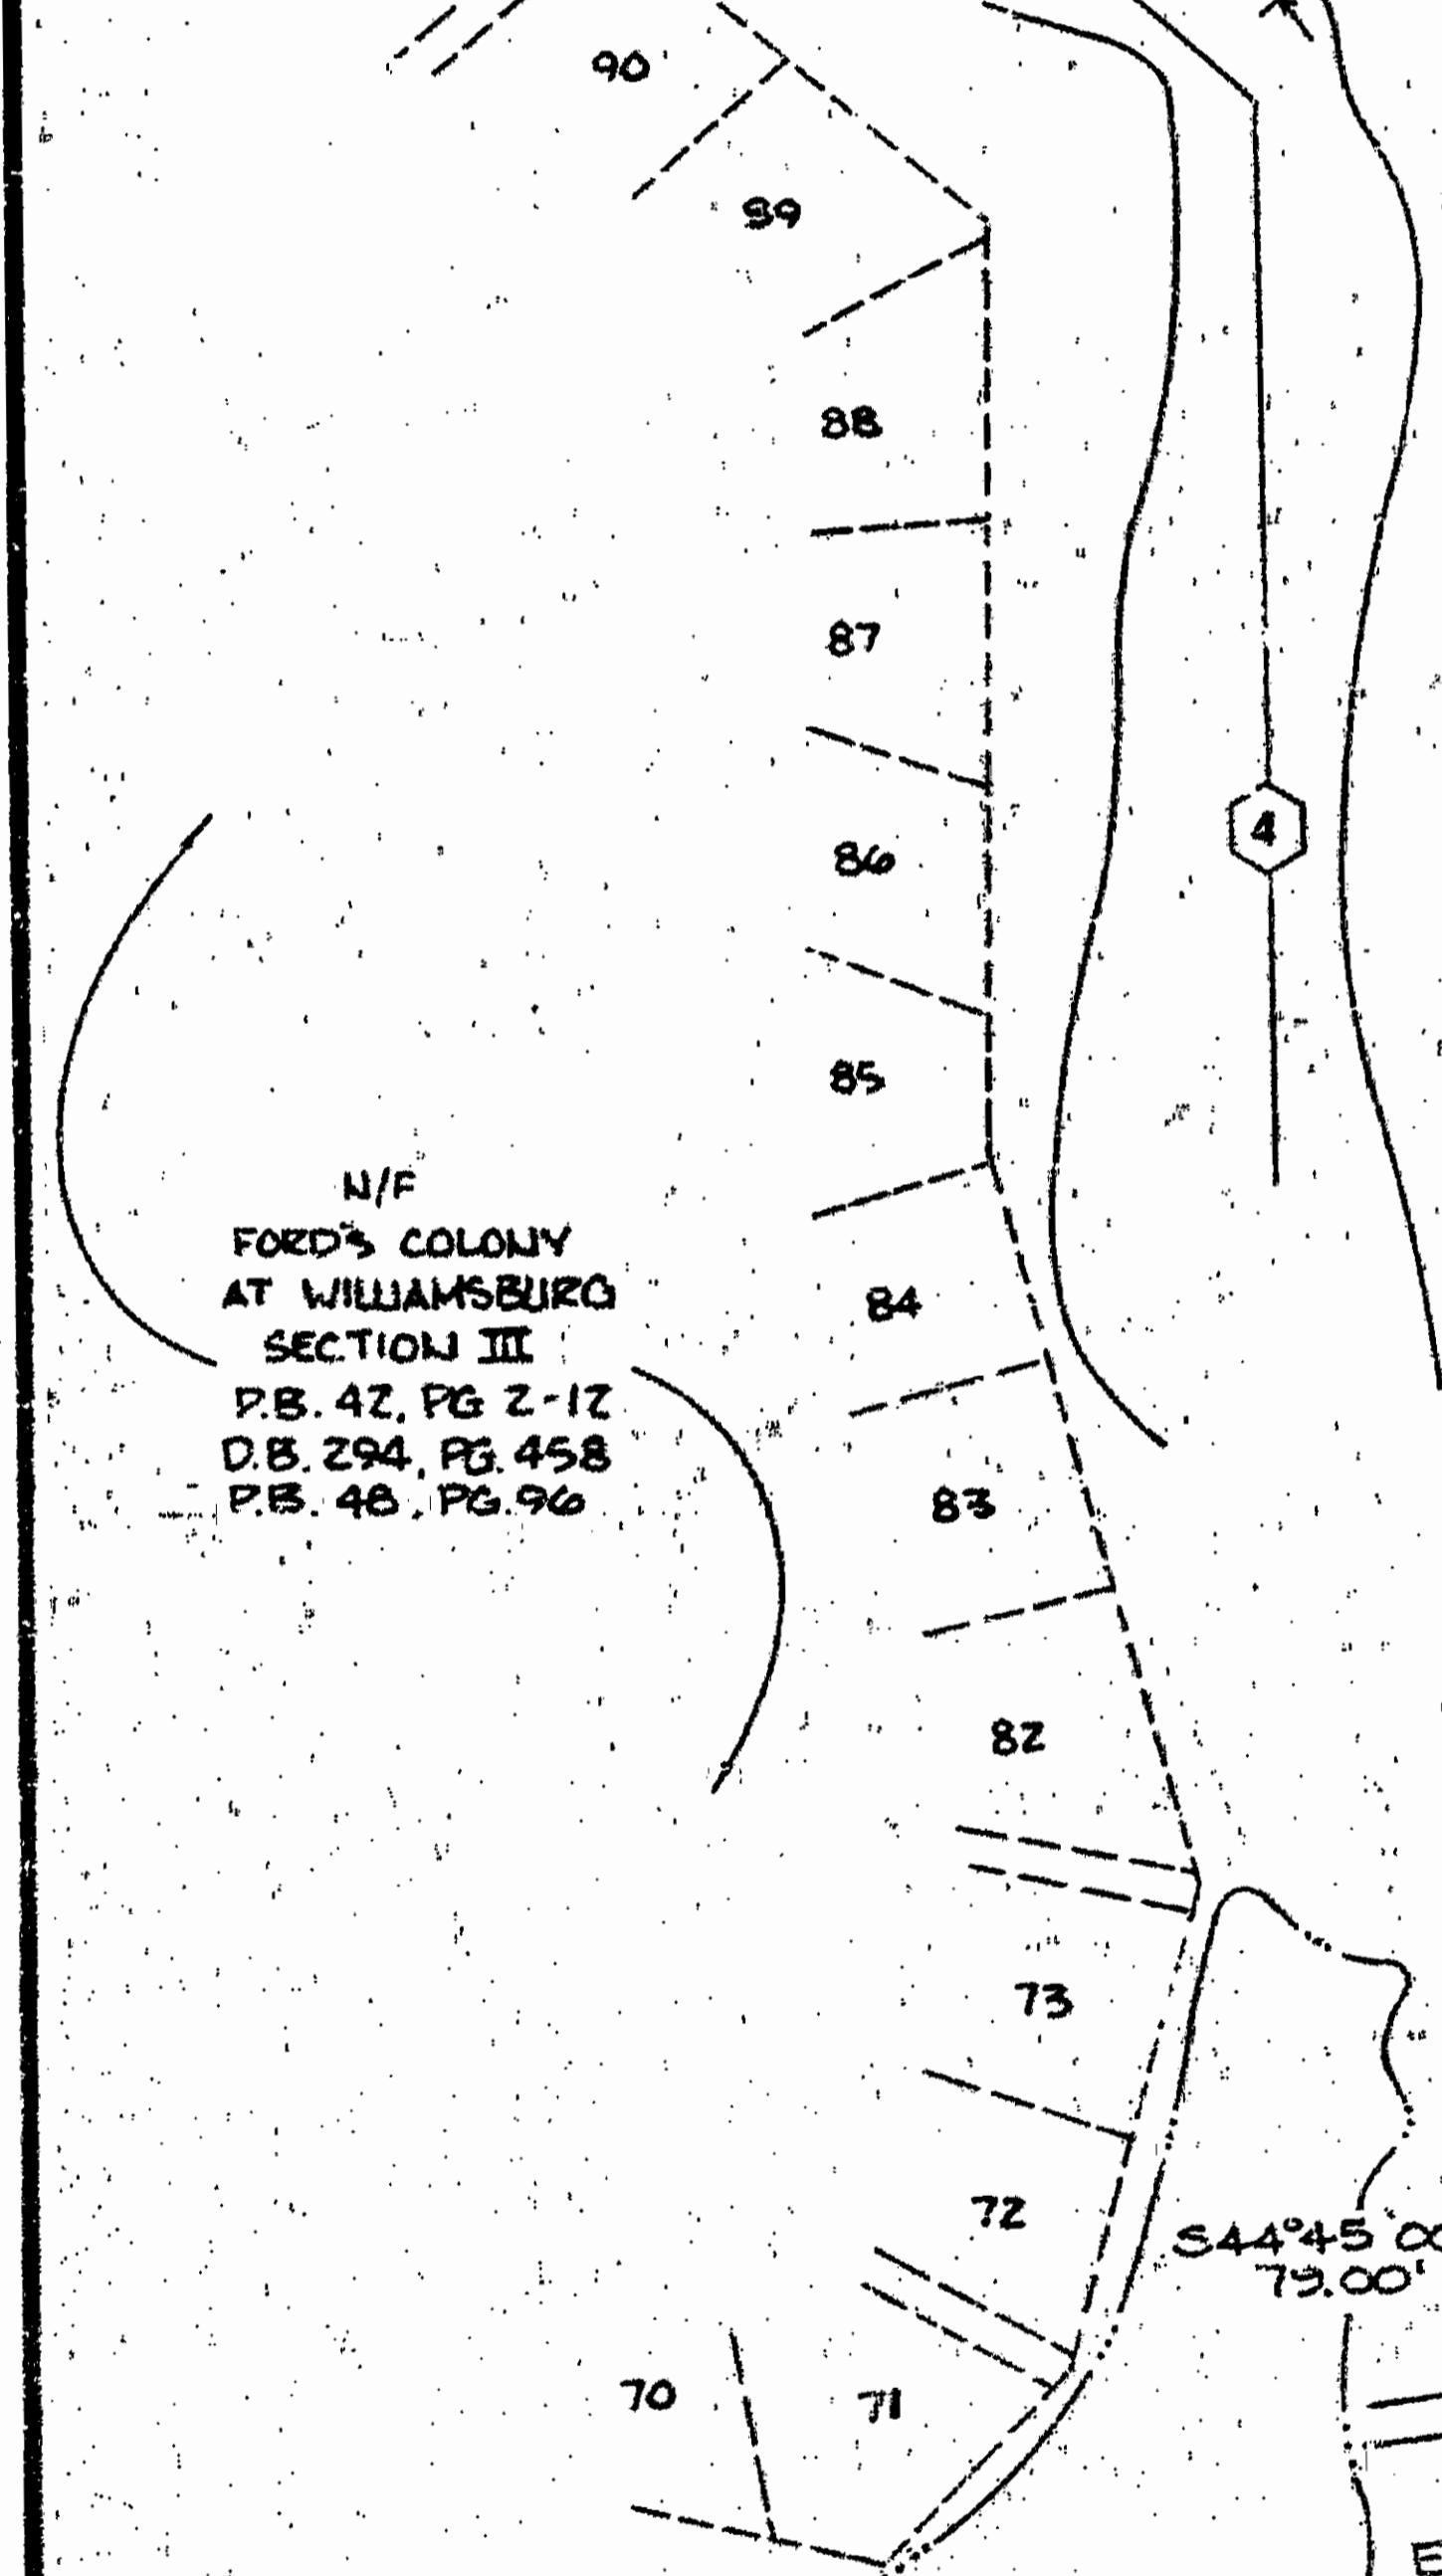 90
89
88
87
86
4
85
N/F
FORD'S COLONY
AT WILLIAMSBURG
SECTION III
84
P.B. 42, PG 2-12
D.B. 294, PG. 458
P.B. 48, PG. 96
83
82
73
72
S44°45'00
79.00'
70
71
E